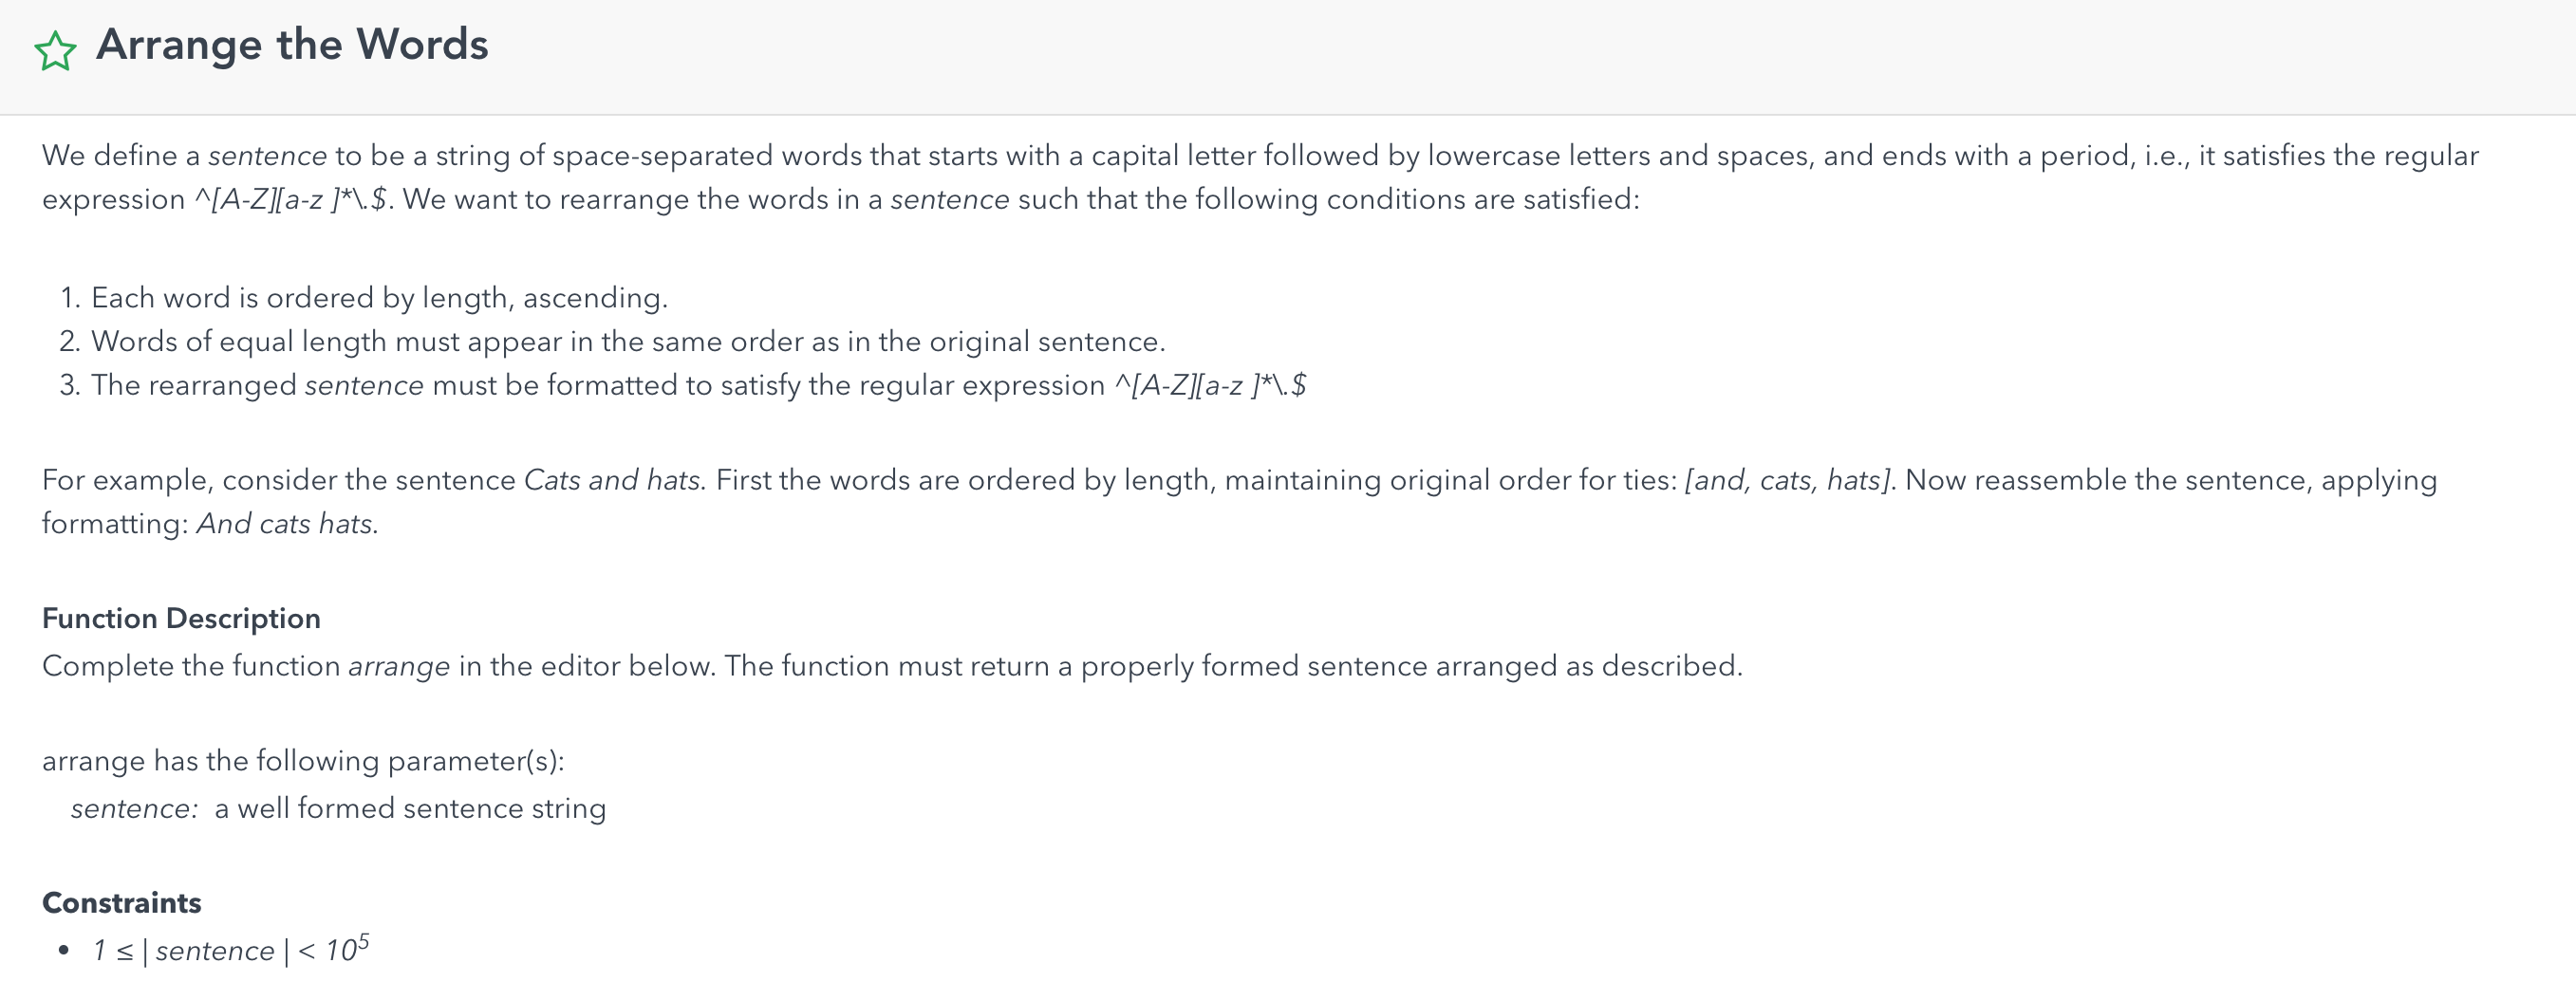 Arrange the Words
We define a sentence to be a string of space-separated words that starts with a capital letter followed by lowercase letters and spaces, and ends with a period, i.e., it satisfies the regular
expression ^[A-Z][a-z ]*\.$. We want to rearrange the words in a sentence such that the following conditions are satisfied:
1. Each word is ordered by length, ascending.
2. Words of equal length must appear in the same order as in the original sentence.
3. The rearranged sentence must be formatted to satisfy the regular expression ^[A-Z][a-z ]*\.$
For example, consider the sentence Cats and hats. First the words are ordered by length, maintaining original order for ties: [and, cats, hats]. Now reassemble the sentence, applying
formatting: And cats hats.
Function Description
Complete the function arrange in the editor below. The function must return a properly formed sentence arranged as described.
arrange has the following parameter(s):
sentence: a well formed sentence string
Constraints
• 1 ≤ | sentence | < 10⁵